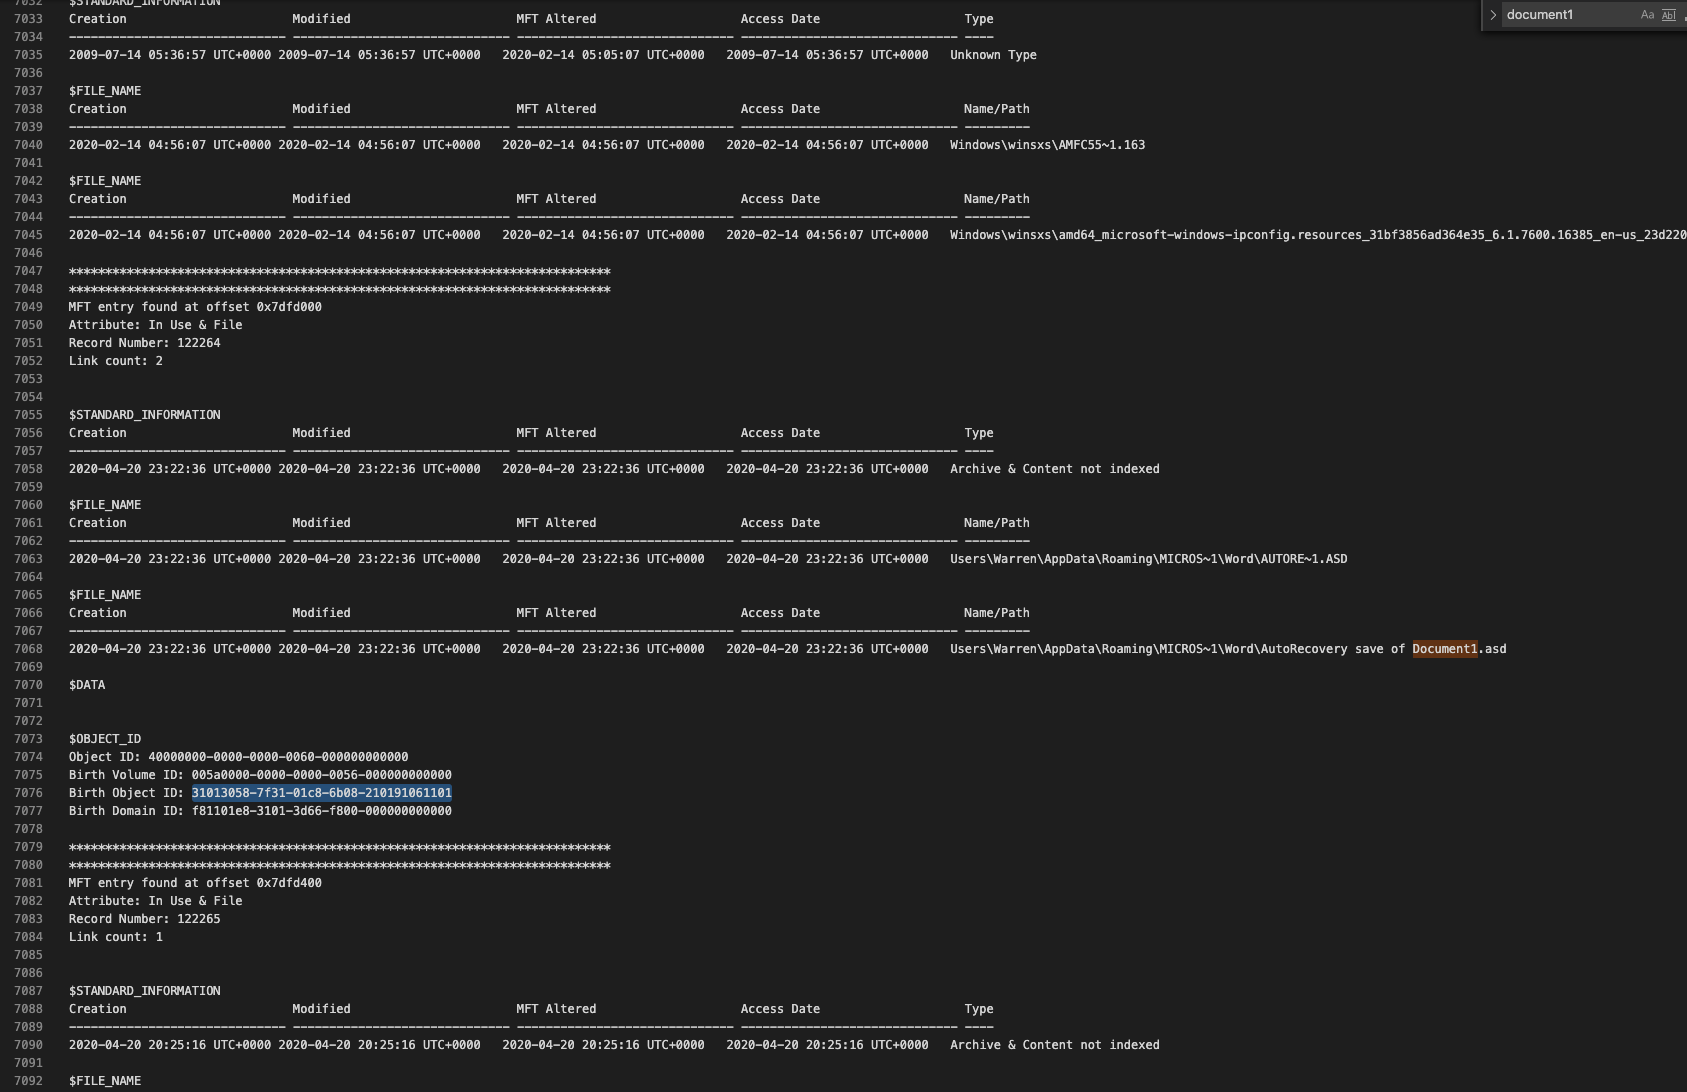 7032 $STANDARD_INFORMATION
7033 Creation Modified MFT Altered Access Date Type
7034 ------------------------------ ------------------------------ ------------------------------ ------------------------------ ----
7035 2009-07-14 05:36:57 UTC+0000 2009-07-14 05:36:57 UTC+0000 2020-02-14 05:05:07 UTC+0000 2009-07-14 05:36:57 UTC+0000 Unknown Type
7036
7037 $FILE_NAME
7038 Creation Modified MFT Altered Access Date Name/Path
7039 ------------------------------ ------------------------------ ------------------------------ ------------------------------ ---------
7040 2020-02-14 04:56:07 UTC+0000 2020-02-14 04:56:07 UTC+0000 2020-02-14 04:56:07 UTC+0000 2020-02-14 04:56:07 UTC+0000 Windows\winsxs\AMFC55~1.163
7041
7042 $FILE_NAME
7043 Creation Modified MFT Altered Access Date Name/Path
7044 ------------------------------ ------------------------------ ------------------------------ ------------------------------ ---------
7045 2020-02-14 04:56:07 UTC+0000 2020-02-14 04:56:07 UTC+0000 2020-02-14 04:56:07 UTC+0000 2020-02-14 04:56:07 UTC+0000 Windows\winsxs\amd64_microsoft-windows-ipconfig.resources_31bf3856ad364e35_6.1.7600.16385_en-us_23d220
7046
7047 ***************************************************************************
7048 ***************************************************************************
7049 MFT entry found at offset 0x7dfd000
7050 Attribute: In Use & File
7051 Record Number: 122264
7052 Link count: 2
7053
7054
7055 $STANDARD_INFORMATION
7056 Creation Modified MFT Altered Access Date Type
7057 ------------------------------ ------------------------------ ------------------------------ ------------------------------ ----
7058 2020-04-20 23:22:36 UTC+0000 2020-04-20 23:22:36 UTC+0000 2020-04-20 23:22:36 UTC+0000 2020-04-20 23:22:36 UTC+0000 Archive & Content not indexed
7059
7060 $FILE_NAME
7061 Creation Modified MFT Altered Access Date Name/Path
7062 ------------------------------ ------------------------------ ------------------------------ ------------------------------ ---------
7063 2020-04-20 23:22:36 UTC+0000 2020-04-20 23:22:36 UTC+0000 2020-04-20 23:22:36 UTC+0000 2020-04-20 23:22:36 UTC+0000 Users\Warren\AppData\Roaming\MICROS~1\Word\AUTORE~1.ASD
7064
7065 $FILE_NAME
7066 Creation Modified MFT Altered Access Date Name/Path
7067 ------------------------------ ------------------------------ ------------------------------ ------------------------------ ---------
7068 2020-04-20 23:22:36 UTC+0000 2020-04-20 23:22:36 UTC+0000 2020-04-20 23:22:36 UTC+0000 2020-04-20 23:22:36 UTC+0000 Users\Warren\AppData\Roaming\MICROS~1\Word\AutoRecovery save of Document1.asd
7069
7070 $DATA
7071
7072
7073 $OBJECT_ID
7074 Object ID: 40000000-0000-0000-0060-000000000000
7075 Birth Volume ID: 005a0000-0000-0000-0056-000000000000
7076 Birth Object ID: 31013058-7f31-01c8-6b08-210191061101
7077 Birth Domain ID: f81101e8-3101-3d66-f800-000000000000
7078
7079 ***************************************************************************
7080 ***************************************************************************
7081 MFT entry found at offset 0x7dfd400
7082 Attribute: In Use & File
7083 Record Number: 122265
7084 Link count: 1
7085
7086
7087 $STANDARD_INFORMATION
7088 Creation Modified MFT Altered Access Date Type
7089 ------------------------------ ------------------------------ ------------------------------ ------------------------------ ----
7090 2020-04-20 20:25:16 UTC+0000 2020-04-20 20:25:16 UTC+0000 2020-04-20 20:25:16 UTC+0000 2020-04-20 20:25:16 UTC+0000 Archive & Content not indexed
7091
7092 $FILE_NAME
document1 Aa Abl